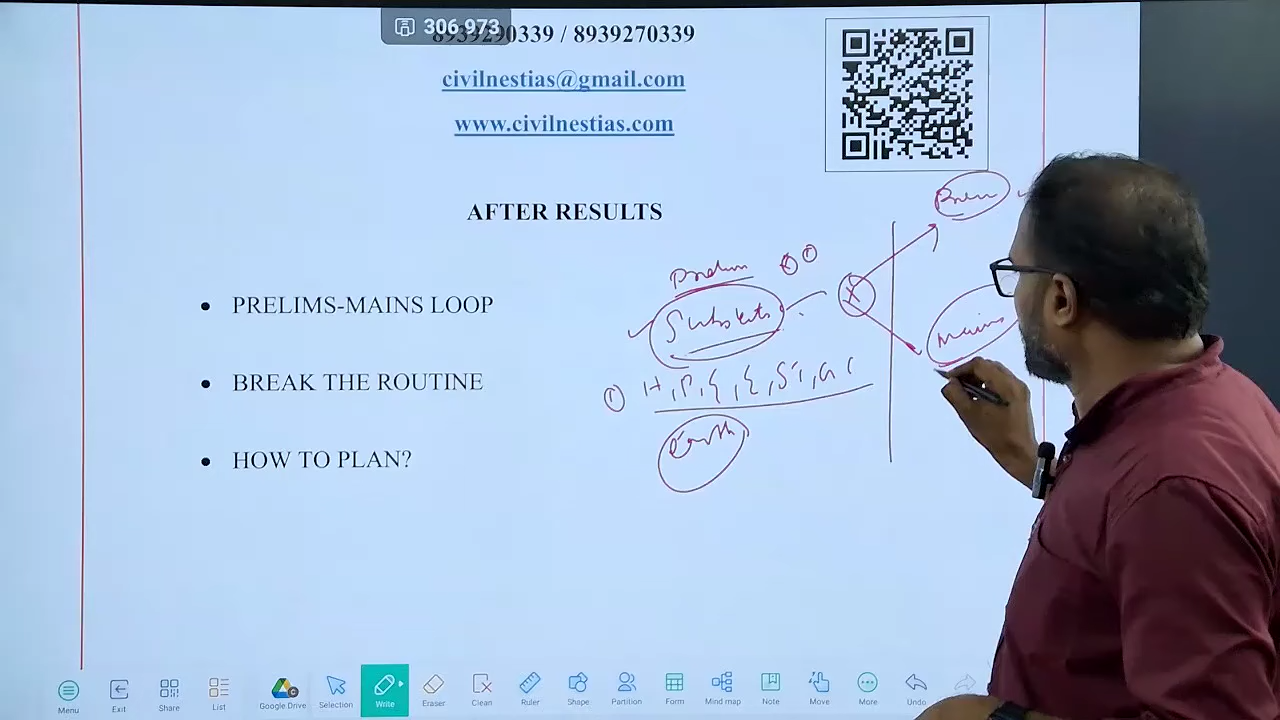 306,973
8939290339 / 8939270339
civilnestias@gmail.com
www.civilnestias.com
AFTER RESULTS
Prelim
Mains
• PRELIMS-MAINS LOOP
• BREAK THE ROUTINE
• HOW TO PLAN?
Menu Exit Share List Google Drive Selection Write Eraser Clean Ruler Shape Partition Form Mind map Note Move More Undo